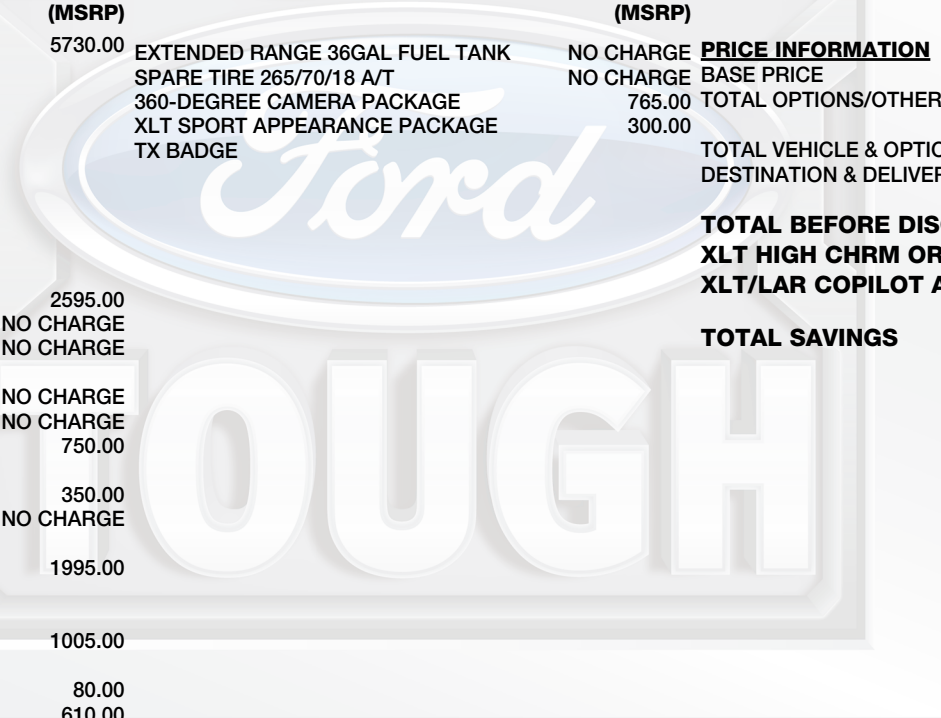 (MSRP)
5730.00
2595.00
NO CHARGE
NO CHARGE
NO CHARGE
NO CHARGE
750.00
350.00
NO CHARGE
1995.00
1005.00
80.00
610.00
(MSRP)
EXTENDED RANGE 36GAL FUEL TANK NO CHARGE
SPARE TIRE 265/70/18 A/T NO CHARGE
360-DEGREE CAMERA PACKAGE 765.00
XLT SPORT APPEARANCE PACKAGE 300.00
TX BADGE
PRICE INFORMATION
BASE PRICE
TOTAL OPTIONS/OTHER
TOTAL VEHICLE & OPTIO
DESTINATION & DELIVER
TOTAL BEFORE DIS
XLT HIGH CHRM OR
XLT/LAR COPILOT A
TOTAL SAVINGS
Ford
TOUGH